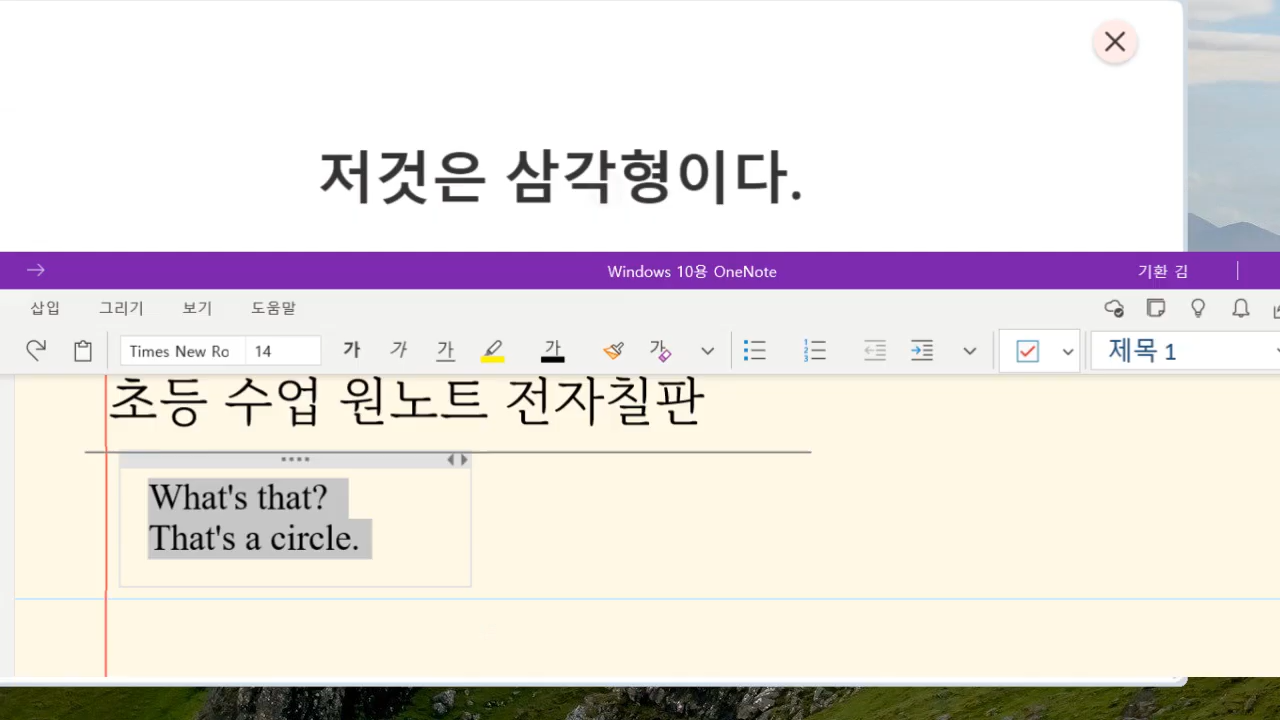 저것은 삼각형이다.
Windows 10용 OneNote
기환 김
삽입 그리기 보기 도움말
Times New Ro 14 가 가 가 가 가 제목 1
초등 수업 원노트 전자칠판
What's that?
That's a circle.